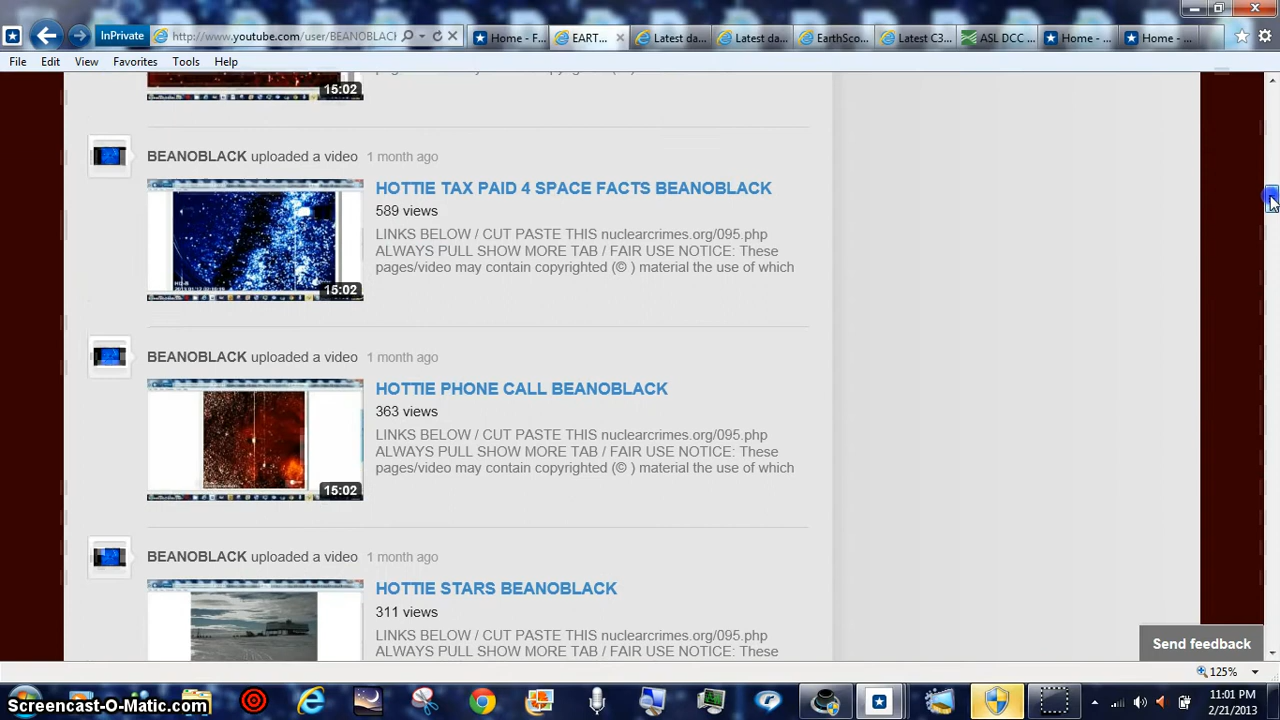 InPrivate
http://www.youtube.com/user/BEANOBLACK
Home - F...
EART...
Latest da...
Latest da...
EarthSco...
Latest C3...
ASL DCC ...
Home - ...
Home - ...
File Edit View Favorites Tools Help
15:02
BEANOBLACK uploaded a video 1 month ago
HOTTIE TAX PAID 4 SPACE FACTS BEANOBLACK
589 views
LINKS BELOW / CUT PASTE THIS nuclearcrimes.org/095.php
ALWAYS PULL SHOW MORE TAB / FAIR USE NOTICE: These
pages/video may contain copyrighted (© ) material the use of which
15:02
BEANOBLACK uploaded a video 1 month ago
HOTTIE PHONE CALL BEANOBLACK
363 views
LINKS BELOW / CUT PASTE THIS nuclearcrimes.org/095.php
ALWAYS PULL SHOW MORE TAB / FAIR USE NOTICE: These
pages/video may contain copyrighted (© ) material the use of which
15:02
BEANOBLACK uploaded a video 1 month ago
HOTTIE STARS BEANOBLACK
311 views
LINKS BELOW / CUT PASTE THIS nuclearcrimes.org/095.php
ALWAYS PULL SHOW MORE TAB / FAIR USE NOTICE: These
Send feedback
125%
Screencast-O-Matic.com
11:01 PM
2/21/2013